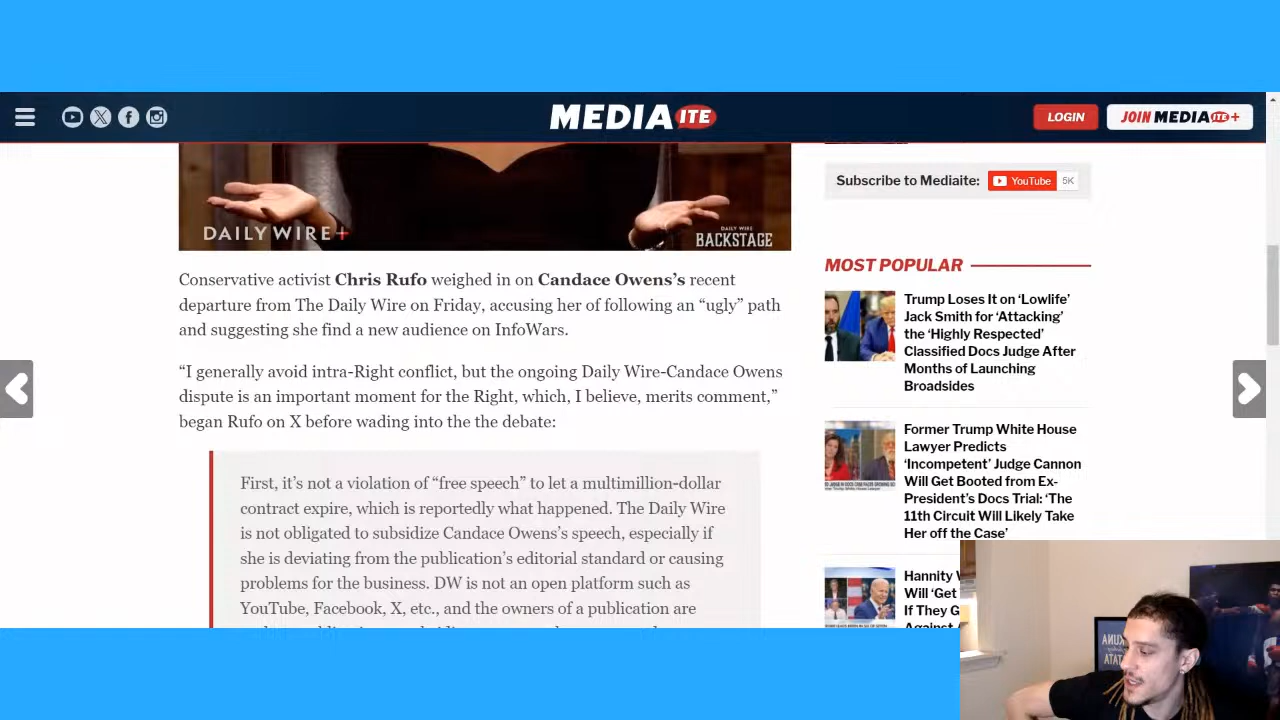 MEDIAITE
LOGIN
JOIN MEDIAITE+
DAILYWIRE+
DAILY WIRE
BACKSTAGE
Conservative activist Chris Rufo weighed in on Candace Owens’s recent
departure from The Daily Wire on Friday, accusing her of following an “ugly” path
and suggesting she find a new audience on InfoWars.
“I generally avoid intra-Right conflict, but the ongoing Daily Wire-Candace Owens
dispute is an important moment for the Right, which, I believe, merits comment,”
began Rufo on X before wading into the the debate:
First, it’s not a violation of “free speech” to let a multimillion-dollar
contract expire, which is reportedly what happened. The Daily Wire
is not obligated to subsidize Candace Owens’s speech, especially if
she is deviating from the publication’s editorial standard or causing
problems for the business. DW is not an open platform such as
YouTube, Facebook, X, etc., and the owners of a publication are
Subscribe to Mediaite: YouTube 5K
MOST POPULAR
Trump Loses It on ‘Lowlife’
Jack Smith for ‘Attacking’
the ‘Highly Respected’
Classified Docs Judge After
Months of Launching
Broadsides
Former Trump White House
Lawyer Predicts
‘Incompetent’ Judge Cannon
Will Get Booted from Ex-
President’s Docs Trial: ‘The
11th Circuit Will Likely Take
Her off the Case’
Hannity
Will ‘Get
If They G
Against